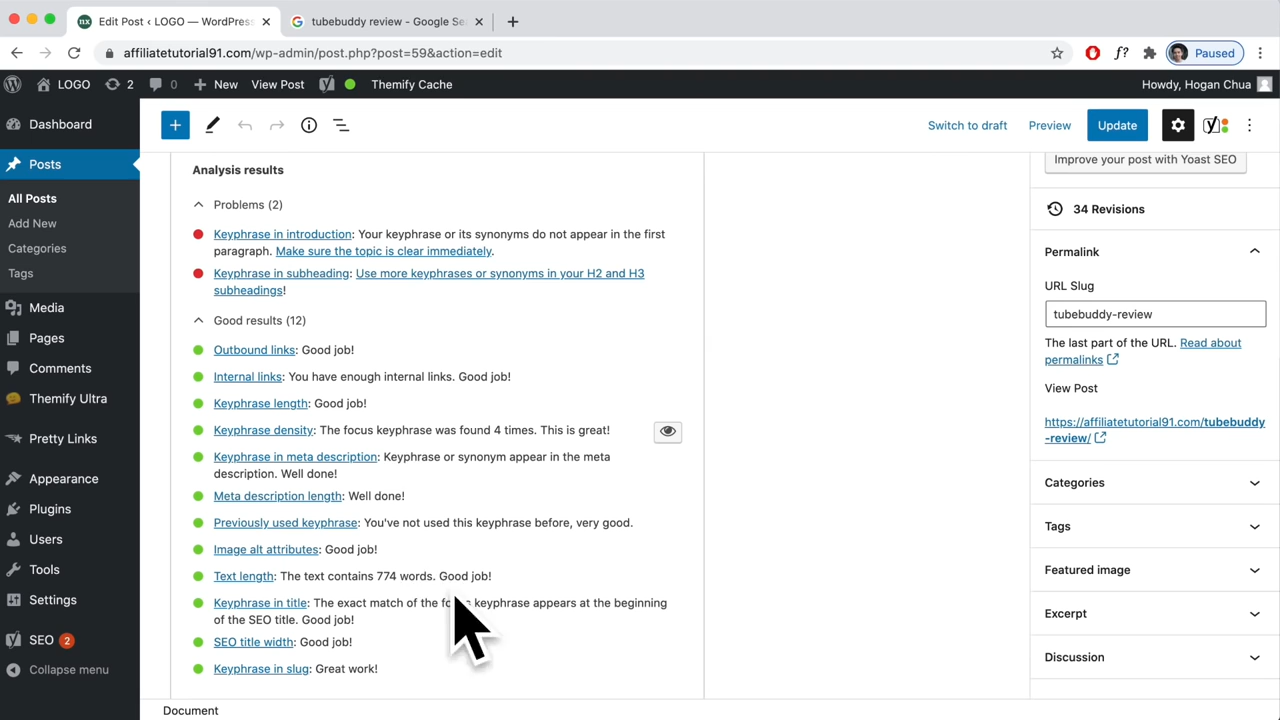 Edit Post ‹ LOGO — WordPress
tubebuddy review - Google Se
affiliatetutorial91.com/wp-admin/post.php?post=59&action=edit
f?
Paused
LOGO
2
0
New
View Post
Themify Cache
Howdy, Hogan Chua
Dashboard
Posts
All Posts
Add New
Categories
Tags
Media
Pages
Comments
Themify Ultra
Pretty Links
Appearance
Plugins
Users
Tools
Settings
SEO 2
Collapse menu
Switch to draft
Preview
Update
Analysis results
Problems (2)
Keyphrase in introduction: Your keyphrase or its synonyms do not appear in the first
paragraph. Make sure the topic is clear immediately.
Keyphrase in subheading: Use more keyphrases or synonyms in your H2 and H3
subheadings!
Good results (12)
Outbound links: Good job!
Internal links: You have enough internal links. Good job!
Keyphrase length: Good job!
Keyphrase density: The focus keyphrase was found 4 times. This is great!
Keyphrase in meta description: Keyphrase or synonym appear in the meta
description. Well done!
Meta description length: Well done!
Previously used keyphrase: You've not used this keyphrase before, very good.
Image alt attributes: Good job!
Text length: The text contains 774 words. Good job!
Keyphrase in title: The exact match of the keyphrase appears at the beginning
of the SEO title. Good job!
SEO title width: Good job!
Keyphrase in slug: Great work!
Document
Improve your post with Yoast SEO
34 Revisions
Permalink
URL Slug
tubebuddy-review
The last part of the URL. Read about
permalinks
View Post
https://affiliatetutorial91.com/tubebuddy
-review/
Categories
Tags
Featured image
Excerpt
Discussion